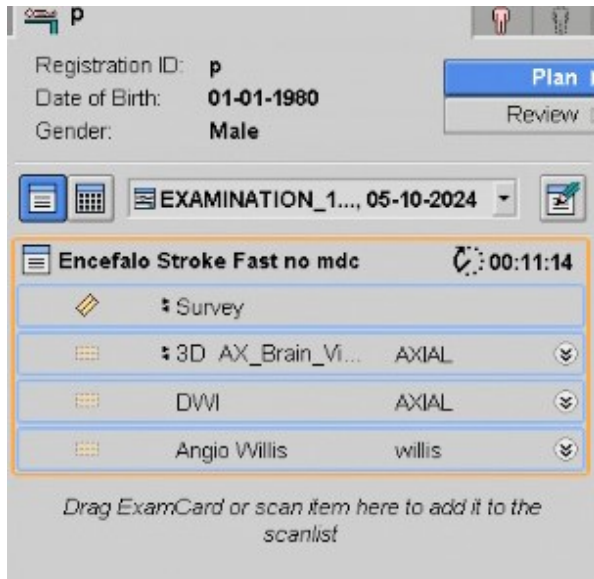 p
Registration ID: p
Date of Birth: 01-01-1980
Gender: Male
Plan
Review
EXAMINATION_1..., 05-10-2024
Encefalo Stroke Fast no mdc 00:11:14
Survey
3D AX_Brain_Vi... AXIAL
DWI AXIAL
Angio Willis willis
Drag ExamCard or scan item here to add it to the
scanlist